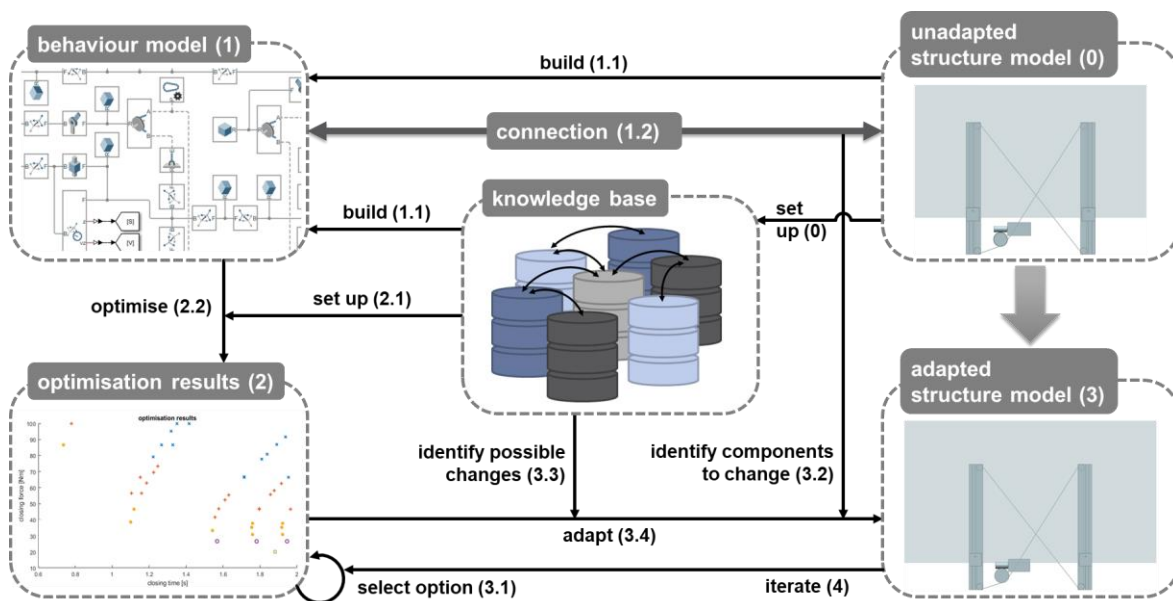 behaviour model (1)
unadapted
structure model (0)
build (1.1)
connection (1.2)
knowledge base
build (1.1)
set
up (0)
optimise (2.2)
set up (2.1)
optimisation results (2)
adapted
structure model (3)
optimisation results
closing force [N/m]
100
90
80
70
60
50
40
30
20
10
0.6
0.8
1
1.2
1.4
1.6
1.8
2
closing time [s]
identify possible
changes (3.3)
identify components
to change (3.2)
adapt (3.4)
select option (3.1)
iterate (4)
[S]
[V]